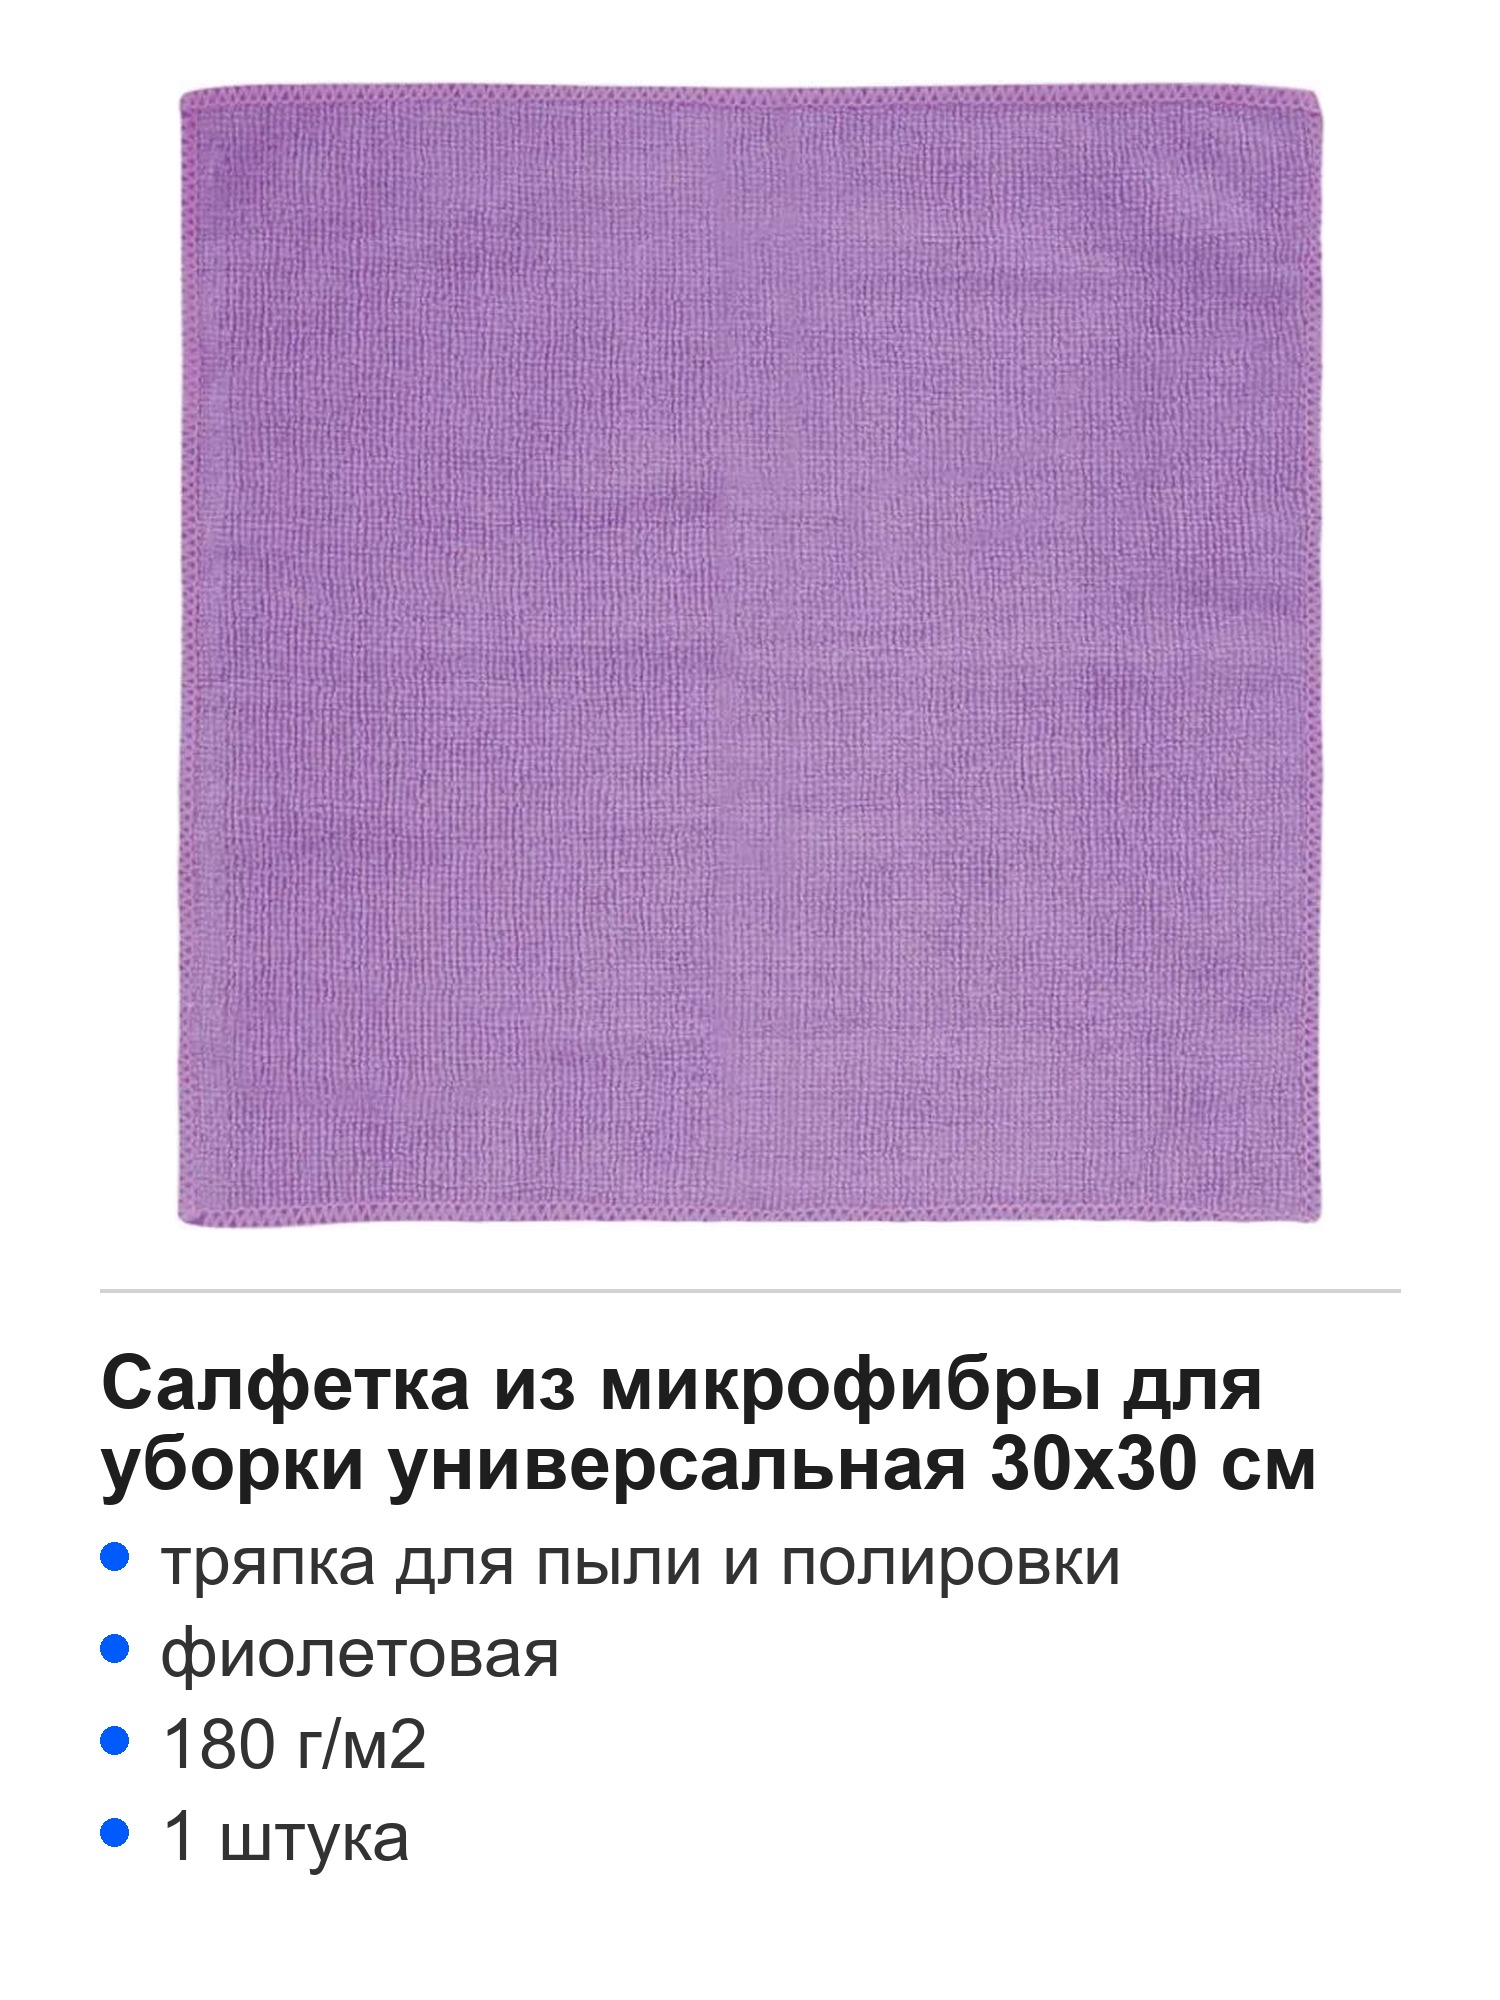 Салфетка из микрофибры для
уборки универсальная 30х30 см
тряпка для пыли и полировки
фиолетовая
180 г/м2
1 штука